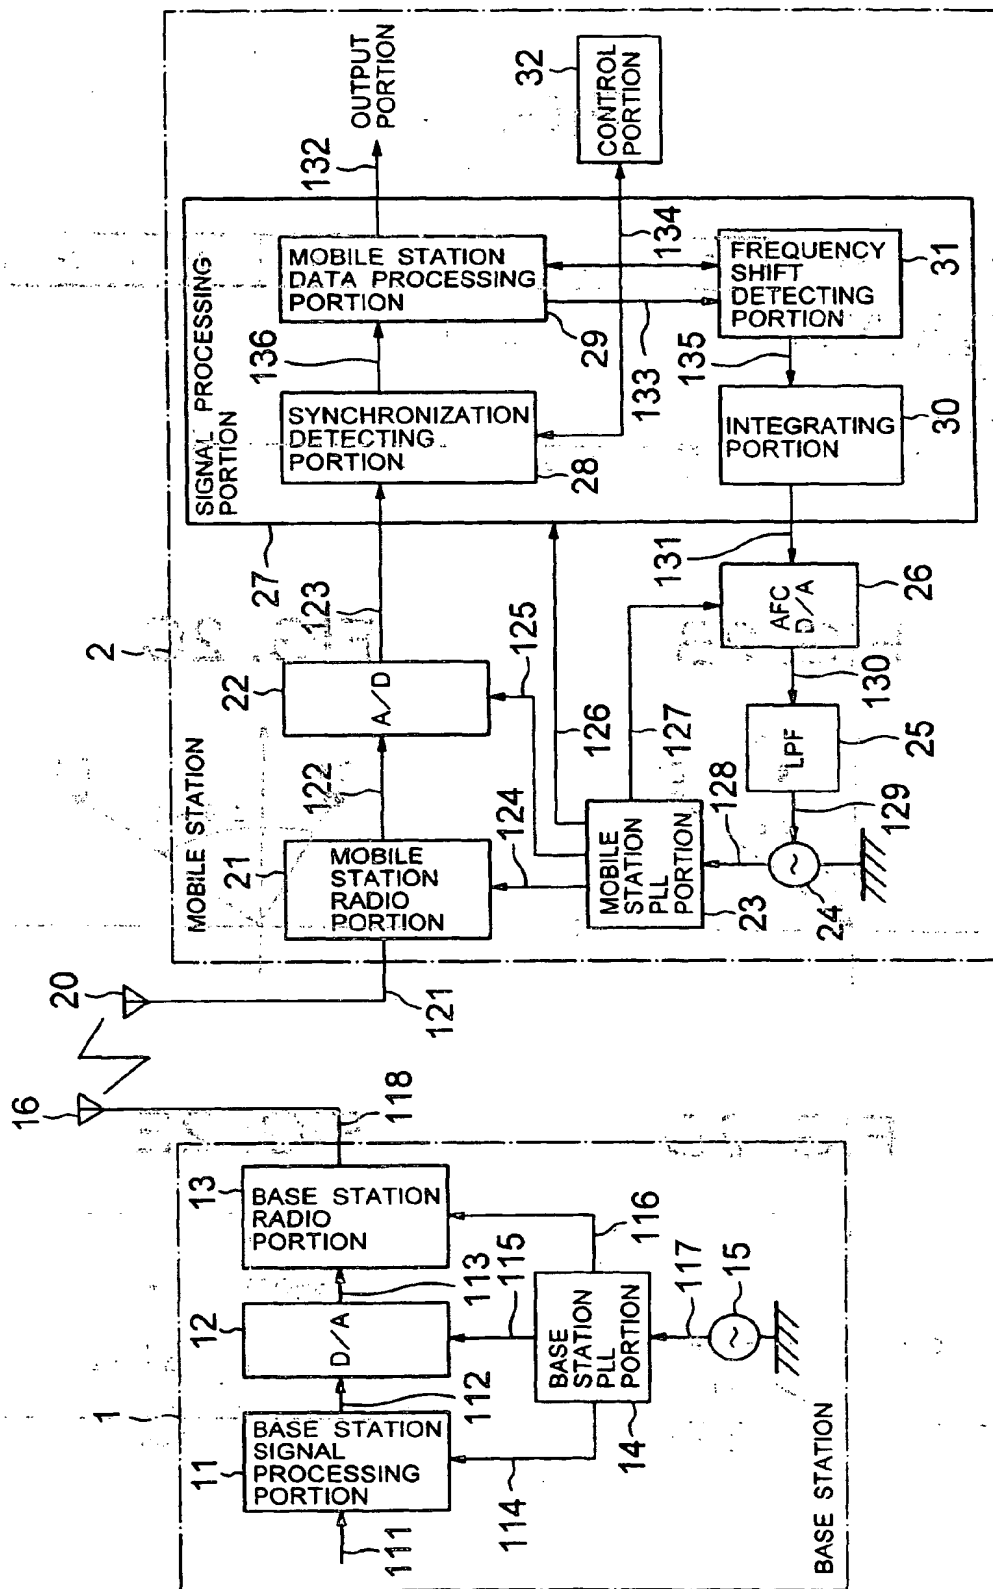 1
BASE STATION
111
11
BASE STATION
SIGNAL
PROCESSING
PORTION
112
12
D/A
113
13
BASE STATION
RADIO
PORTION
118
16
114
115
116
BASE
STATION
PLL
PORTION
14
117
15
20
121
2
MOBILE STATION
21
MOBILE
STATION
RADIO
PORTION
122
22
A/D
123
124
125
126
127
MOBILE
STATION
PLL
PORTION
23
128
24
129
LPF
25
130
AFC
D/A
26
131
27
SIGNAL PROCESSING
PORTION
SYNCHRONIZATION
DETECTING
PORTION
28
136
MOBILE STATION
DATA PROCESSING
PORTION
29
132
OUTPUT
PORTION
133
134
FREQUENCY
SHIFT
DETECTING
PORTION
31
135
INTEGRATING
PORTION
30
32
CONTROL
PORTION